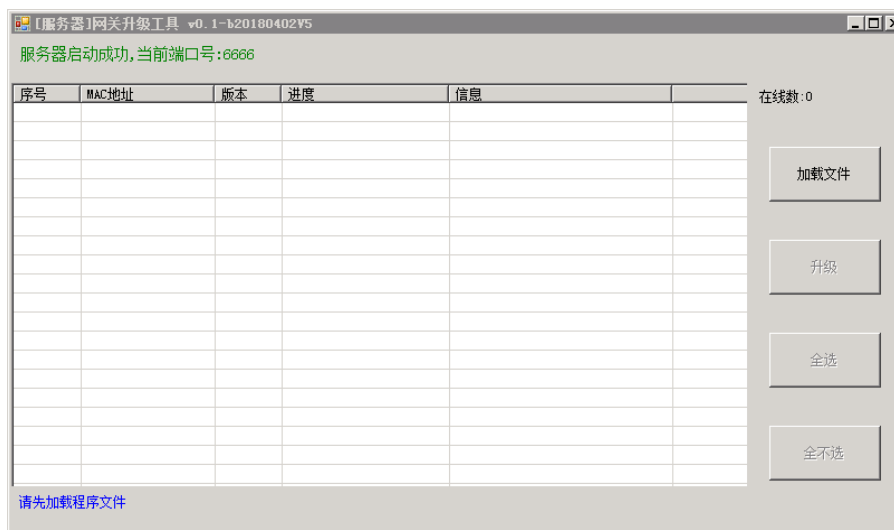 [服务器]网关升级工具 v0.1-b20180402V5
服务器启动成功,当前端口号:6666
序号 MAC地址 版本 进度 信息
在线数:0
加载文件
升级
全选
全不选
请先加载程序文件